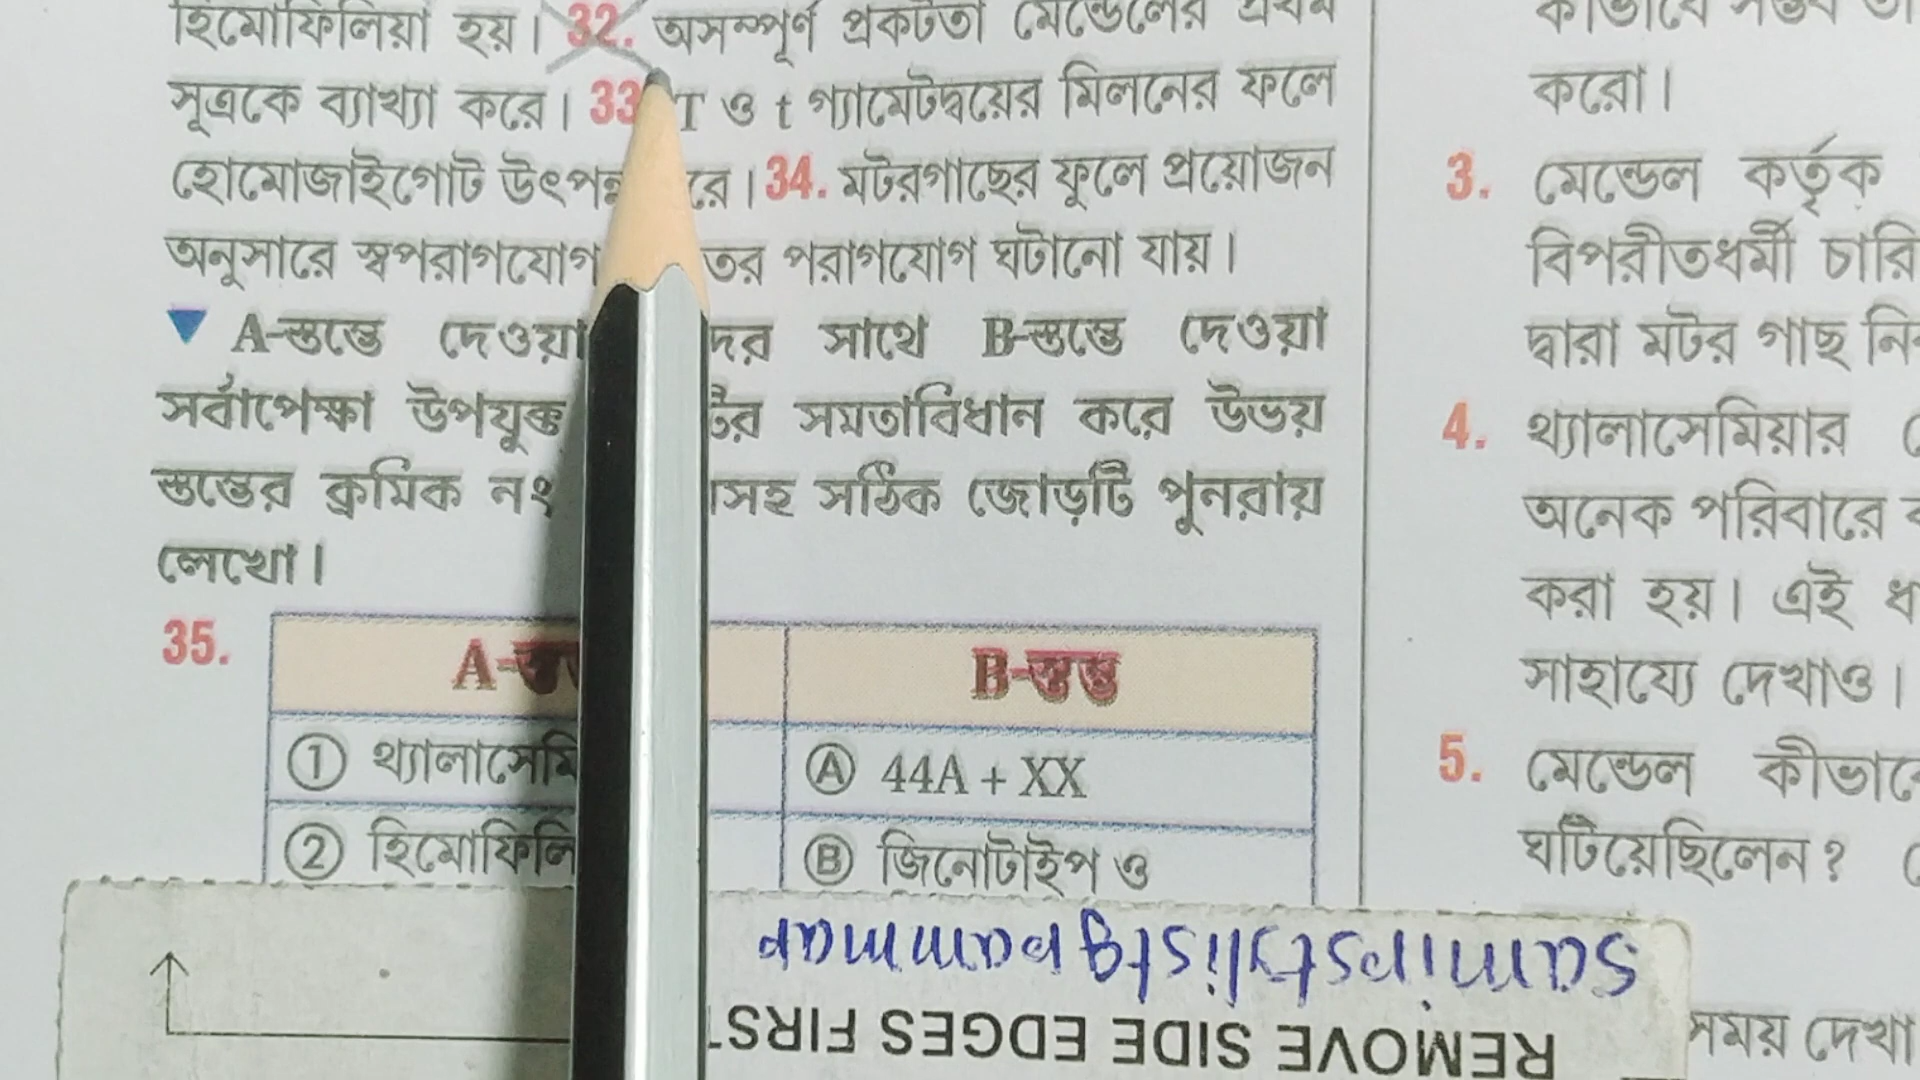 হিমোফিলিয়া হয়। 32. অসম্পূর্ণ প্রকটতা মেন্ডেলের প্রথম
সূত্রকে ব্যাখ্যা করে। 33 T ও t গ্যামেটদ্বয়ের মিলনের ফলে
হোমোজাইগোট রে। 34. মটরগাছের ফুলে প্রয়োজন
অনুসারে স্বপরাগযোগ তর পরাগযোগ ঘটানো যায়।
▼ A-স্তম্ভে দেওয়া দের সাথে B-স্তম্ভে দেওয়া
সর্বাপেক্ষা উপযুক্ত টির সমতাবিধান করে উভয়
স্তম্ভের ক্রমিক নং সহ সঠিক জোড়টি পুনরায়
লেখো।
35.
B-স্তম্ভ
① থ্যালাসেমি
Ⓐ 44A + XX
② হিমোফিলি
Ⓑ জিনোটাইপ ও
করো।
3. মেন্ডেল কর্তৃক
বিপরীতধর্মী চারি
দ্বারা মটর গাছ
4. থ্যালাসেমিয়ার
অনেক পরিবারে
করা হয়। এই
সাহায্যে দেখাও।
5. মেন্ডেল কীভাবে
ঘটিয়েছিলেন?
সময় দেখা
REMOVE SIDE EDGES FIRST
samirstylistgrammar